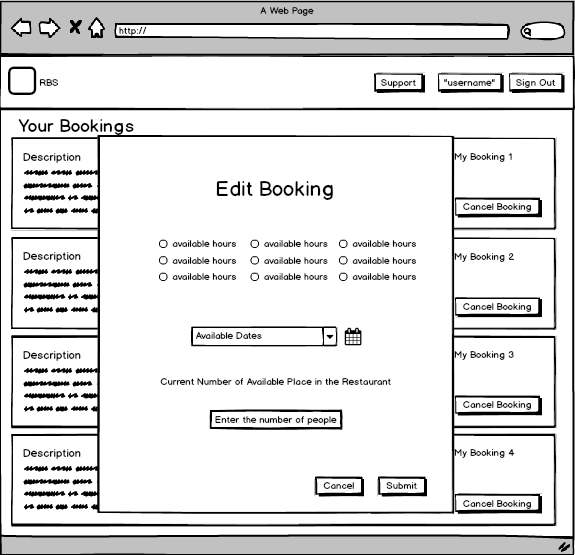 A Web Page
http://
RBS
Support
"username"
Sign Out
Your Bookings
Description
My Booking 1
Cancel Booking
Description
My Booking 2
Cancel Booking
Description
My Booking 3
Cancel Booking
Description
My Booking 4
Cancel Booking
Edit Booking
available hours available hours available hours
available hours available hours available hours
available hours available hours available hours
Available Dates
Current Number of Available Place in the Restaurant
Enter the number of people
Cancel
Submit